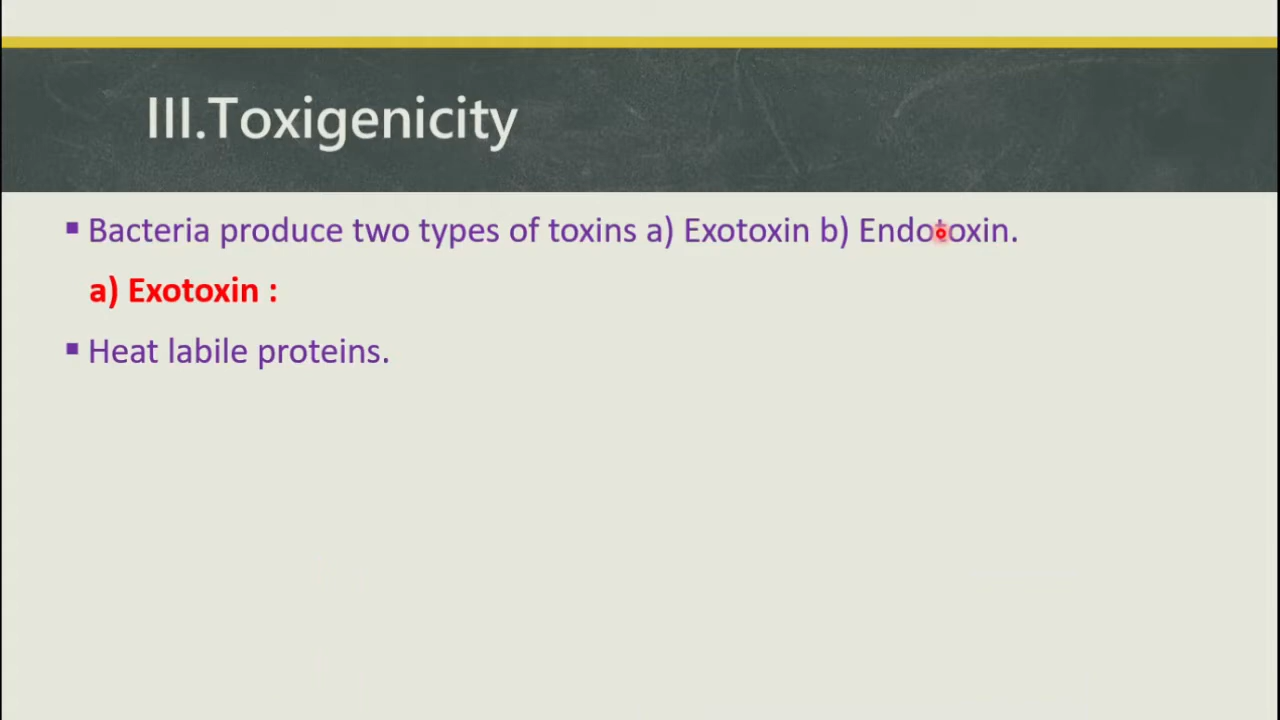 III.Toxigenicity
▪ Bacteria produce two types of toxins a) Exotoxin b) Endotoxin.
a) Exotoxin :
▪ Heat labile proteins.